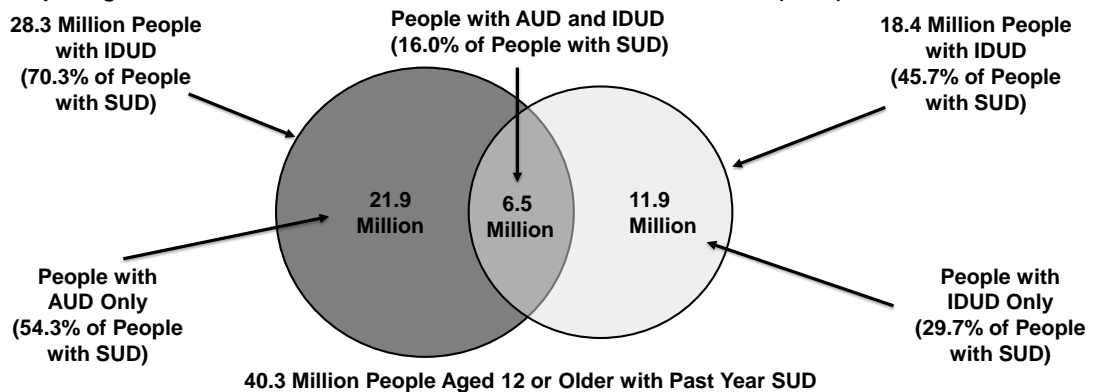 28.3 Million People
with IDUD
(70.3% of People
with SUD)
People with AUD and IDUD
(16.0% of People with SUD)
18.4 Million People
with IDUD
(45.7% of People
with SUD)
21.9
Million
6.5
Million
11.9
Million
People with
AUD Only
(54.3% of People
with SUD)
People with
IDUD Only
(29.7% of People
with SUD)
40.3 Million People Aged 12 or Older with Past Year SUD